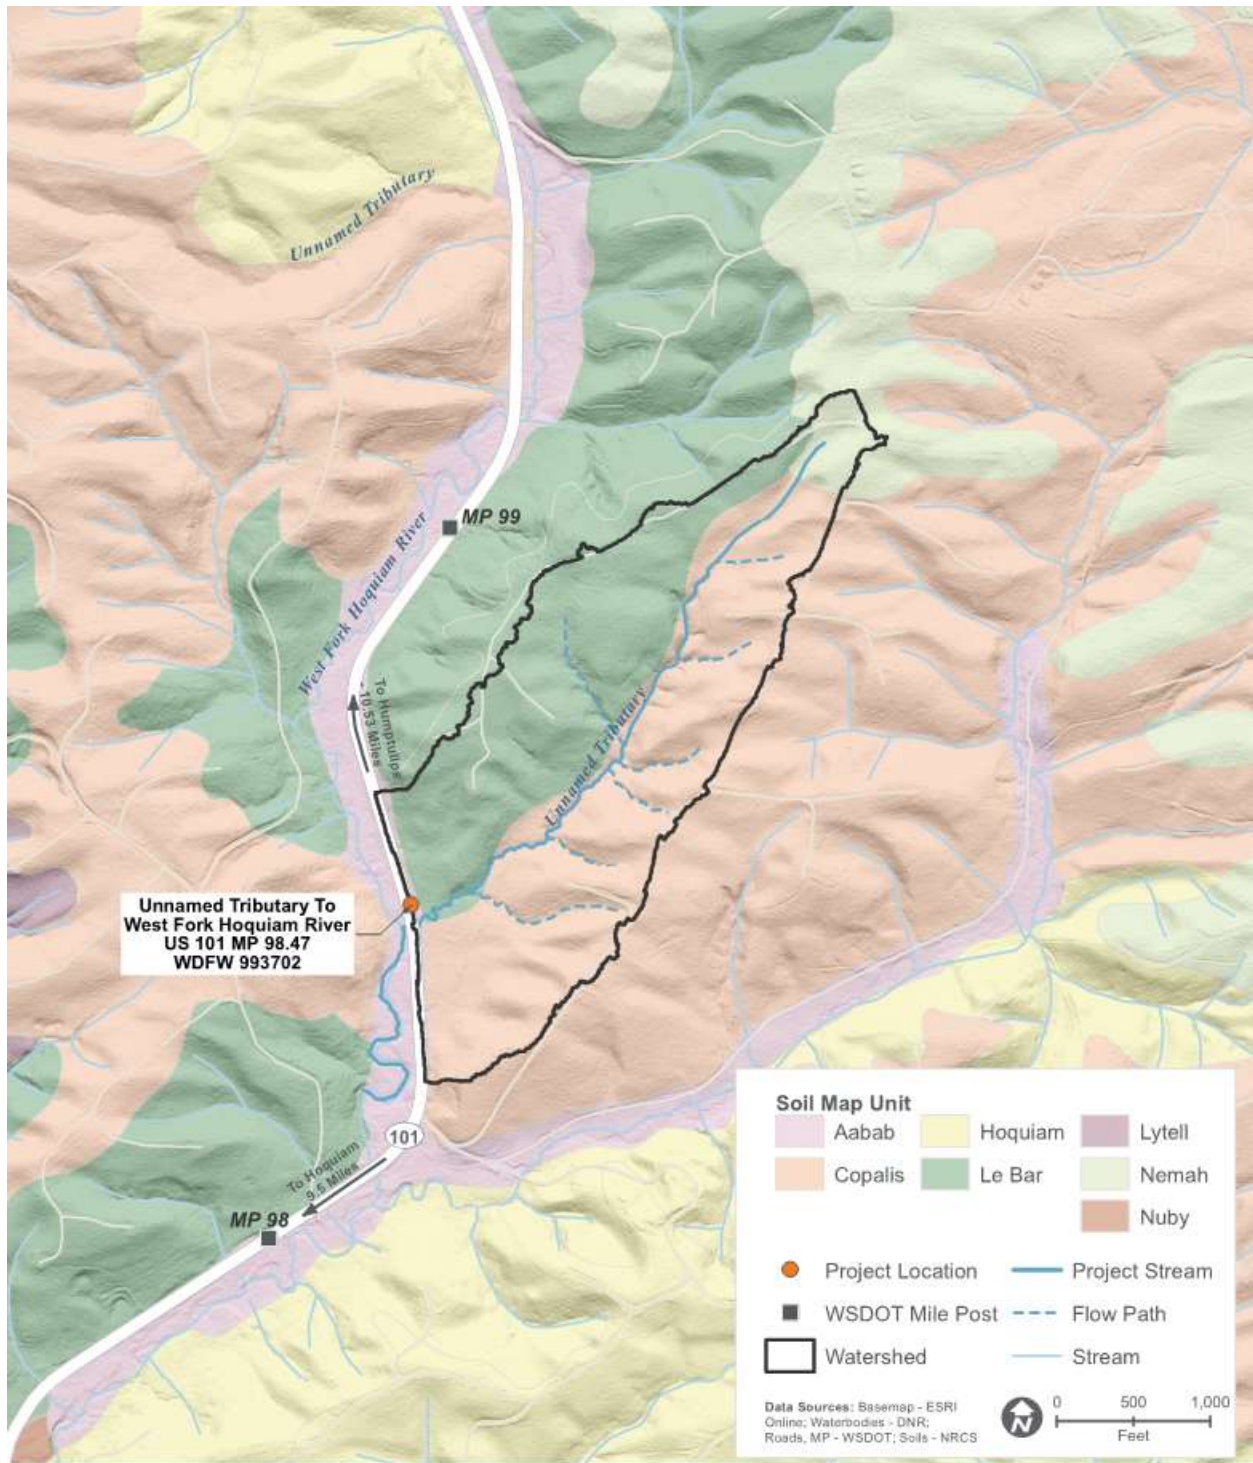 Unnamed Tributary
MP 99
West Fork Hoquiam River
To Humptulips
10.53 Miles
Unnamed Tributary
Unnamed Tributary To
West Fork Hoquiam River
US 101 MP 98.47
WDFW 993702
101
To Hoquiam
9.5 Miles
MP 98
Soil Map Unit
Aabab
Hoquiam
Lytell
Copalis
Le Bar
Nemah
Nuby
Project Location
Project Stream
WSDOT Mile Post
Flow Path
Watershed
Stream
Data Sources: Basemap - ESRI
Online; Waterbodies - DNR;
Roads, MP - WSDOT; Soils - NRCS
N
0 500 1,000
Feet